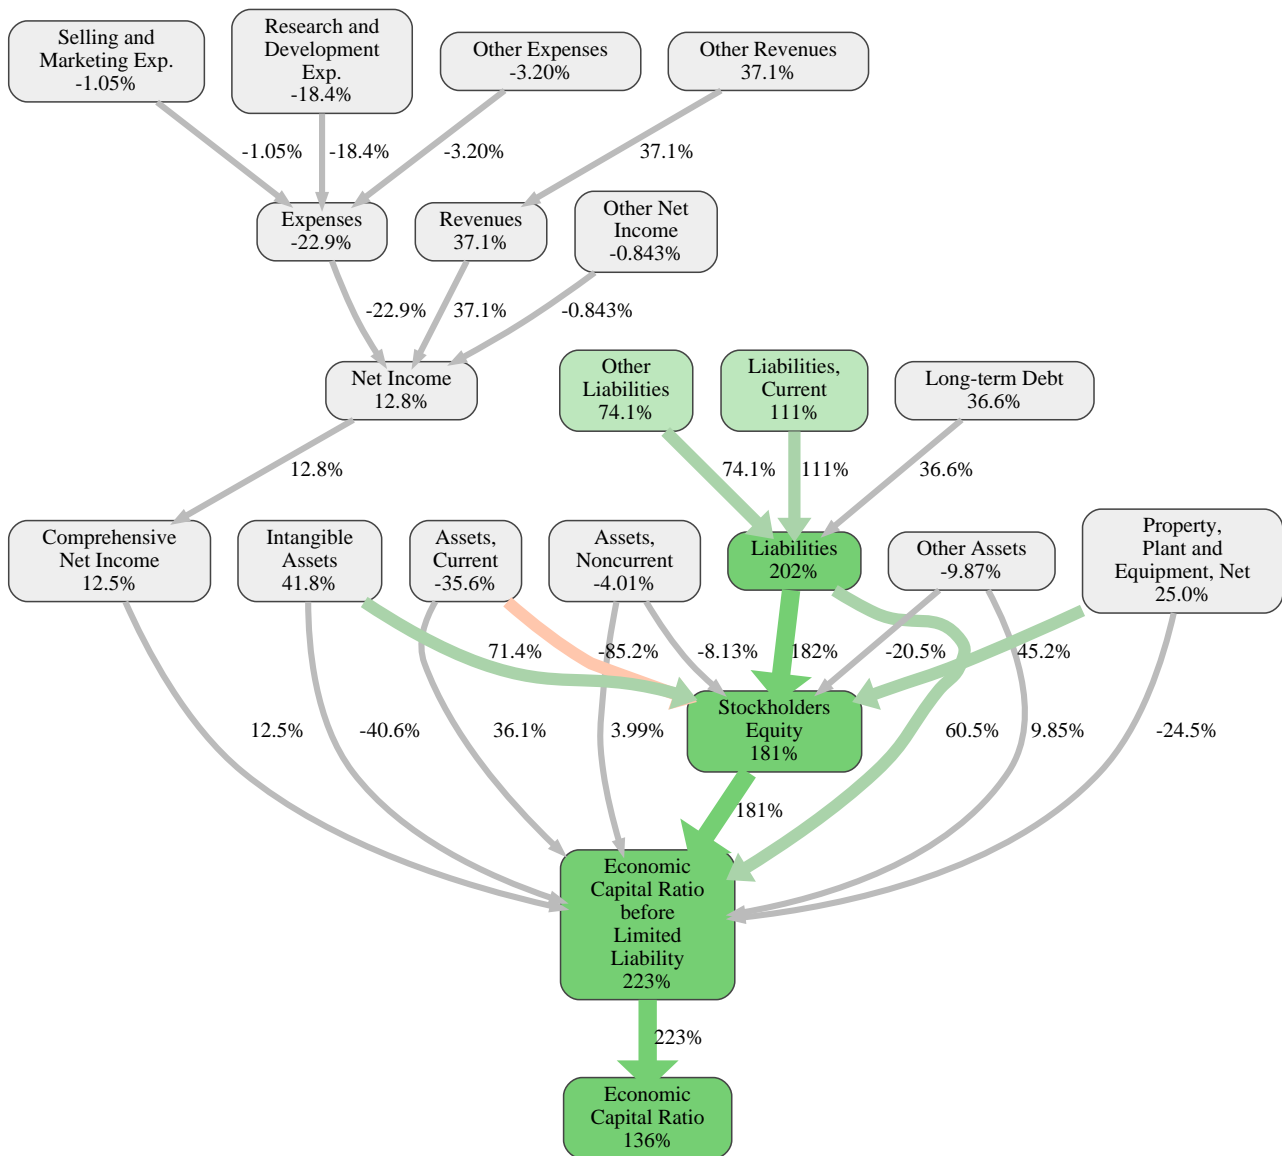 Selling and
Marketing Exp.
-1.05%
Research and
Development
Exp.
-18.4%
Other Expenses
-3.20%
Other Revenues
37.1%
-1.05%
-18.4%
-3.20%
37.1%
Expenses
-22.9%
Revenues
37.1%
Other Net
Income
-0.843%
-22.9%
37.1%
-0.843%
Net Income
12.8%
Other
Liabilities
74.1%
Liabilities,
Current
111%
Long-term Debt
36.6%
12.8%
74.1%
111%
36.6%
Comprehensive
Net Income
12.5%
Intangible
Assets
41.8%
Assets,
Current
-35.6%
Assets,
Noncurrent
-4.01%
Liabilities
202%
Other Assets
-9.87%
Property,
Plant and
Equipment, Net
25.0%
71.4%
-85.2%
-8.13%
182%
-20.5%
45.2%
Stockholders
Equity
181%
12.5%
-40.6%
36.1%
3.99%
60.5%
9.85%
-24.5%
181%
Economic
Capital Ratio
before
Limited
Liability
223%
223%
Economic
Capital Ratio
136%